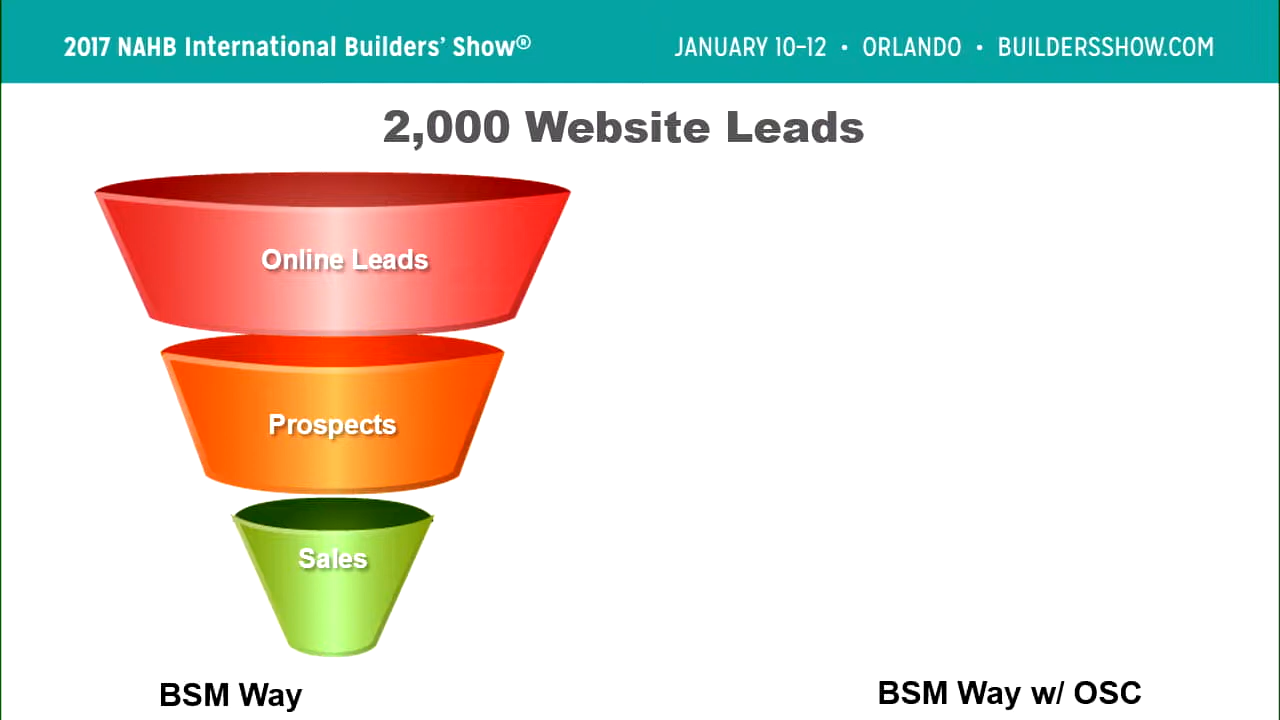 2017 NAHB International Builders' Show®
JANUARY 10–12 • ORLANDO • BUILDERSSHOW.COM
2,000 Website Leads
Online Leads
Prospects
Sales
BSM Way
BSM Way w/ OSC